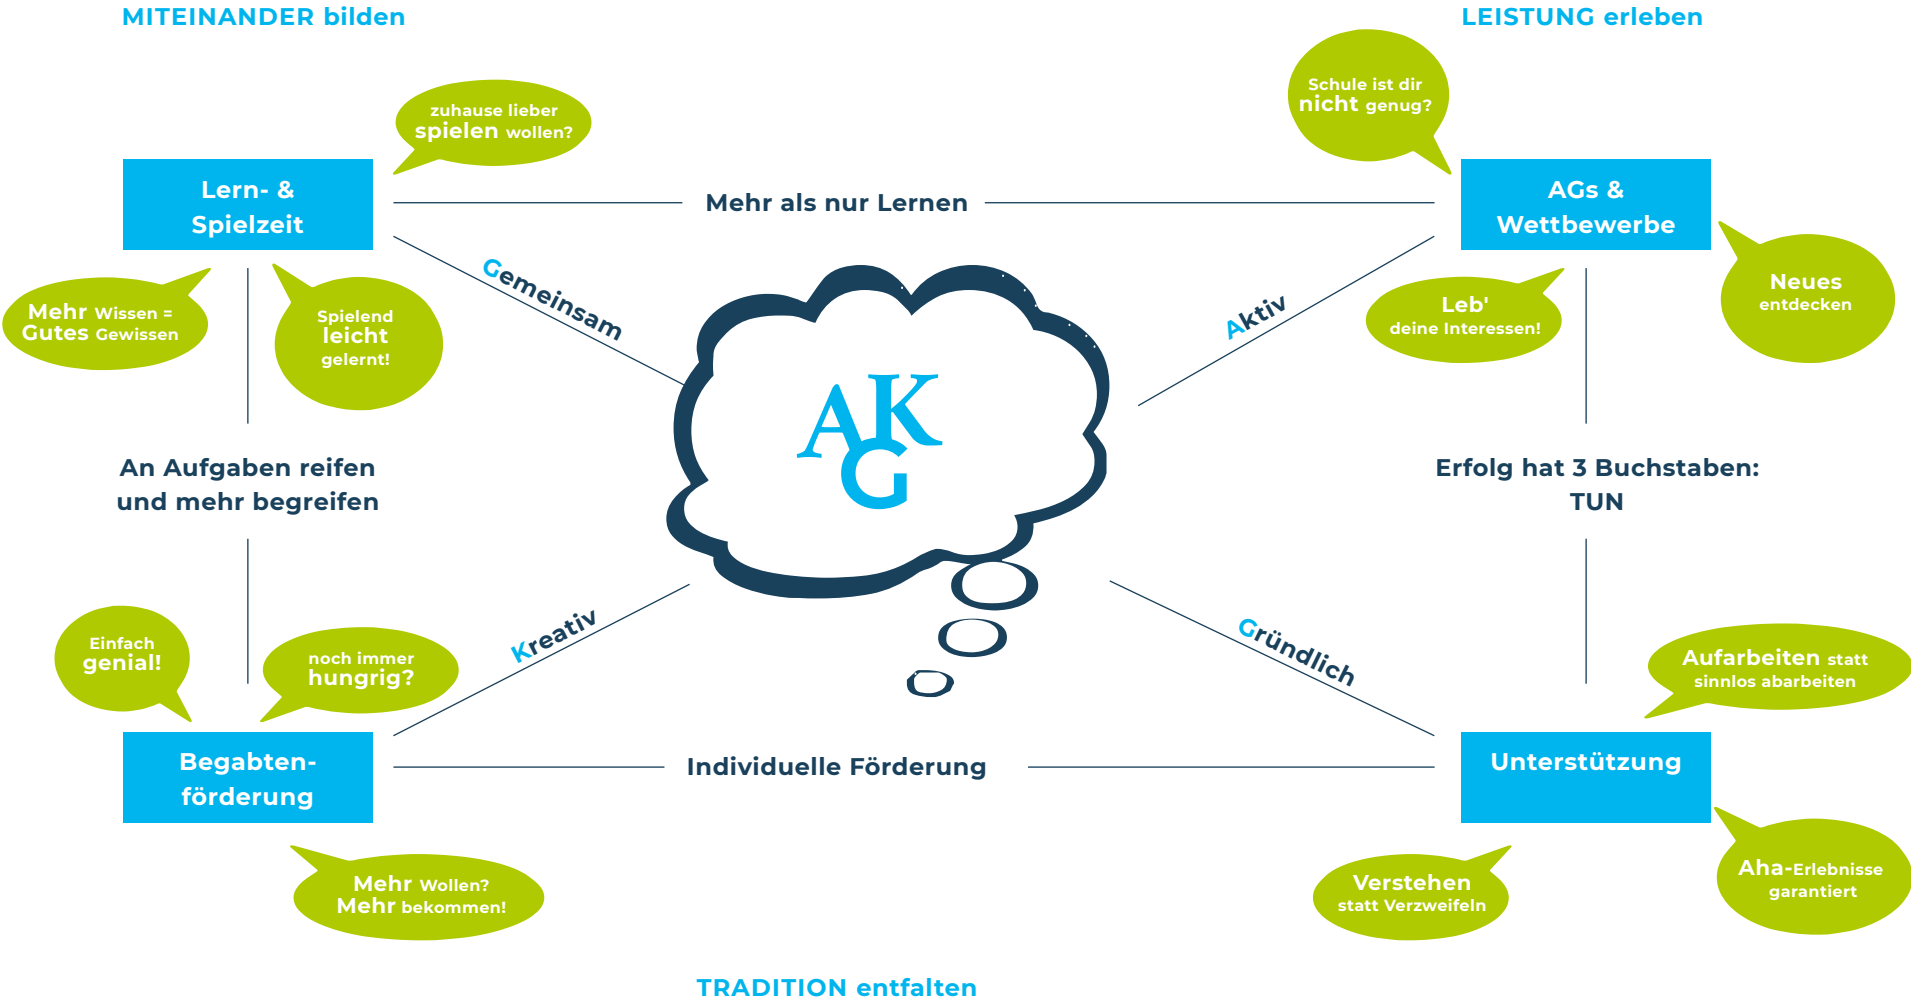 MITEINANDER bilden
LEISTUNG erleben
zuhause lieber
spielen wollen?
Schule ist dir
nicht genug?
Lern- &
Spielzeit
Mehr als nur Lernen
AGs &
Wettbewerbe
Mehr Wissen =
Gutes Gewissen
Spielend
leicht
gelernt!
Gemeinsam
Aktiv
Leb'
deine Interessen!
Neues
entdecken
AKG
An Aufgaben reifen
und mehr begreifen
Erfolg hat 3 Buchstaben:
TUN
Einfach
genial!
noch immer
hungrig?
Kreativ
Gründlich
Aufarbeiten statt
sinnlos abarbeiten
Begabten-
förderung
Individuelle Förderung
Unterstützung
Mehr Wollen?
Mehr bekommen!
Verstehen
statt Verzweifeln
Aha-Erlebnisse
garantiert
TRADITION entfalten